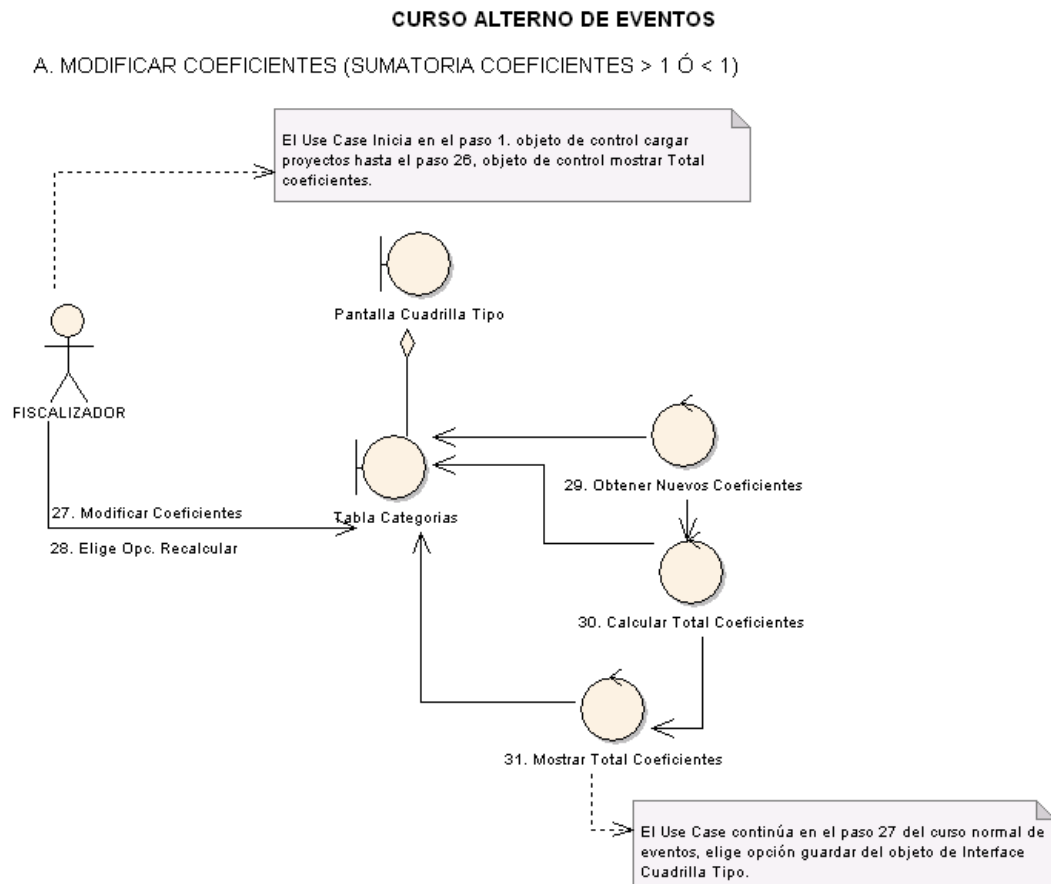 CURSO ALTERNO DE EVENTOS
A. MODIFICAR COEFICIENTES (SUMATORIA COEFICIENTES > 1 Ó < 1)
El Use Case Inicia en el paso 1. objeto de control cargar
proyectos hasta el paso 26, objeto de control mostrar Total
coeficientes.
Pantalla Cuadrilla Tipo
FISCALIZADOR
29. Obtener Nuevos Coeficientes
27. Modificar Coeficientes
Tabla Categorias
28. Elige Opc. Recalcular
30. Calcular Total Coeficientes
31. Mostrar Total Coeficientes
El Use Case continúa en el paso 27 del curso normal de
eventos, elige opción guardar del objeto de Interface
Cuadrilla Tipo.